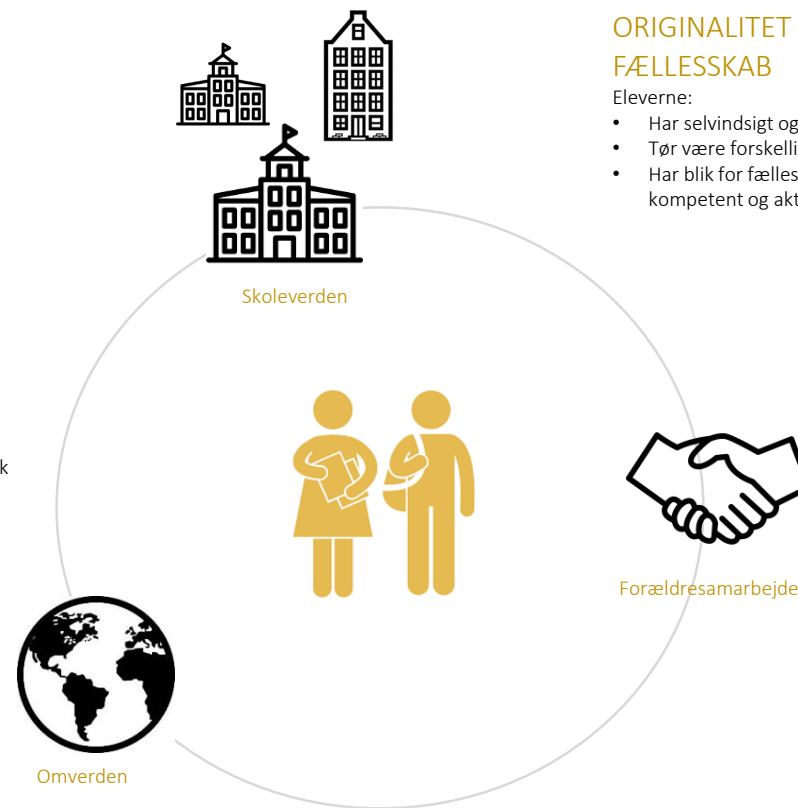 ORIGINALITET
FÆLLESSKAB
Eleverne:
• Har selvindsigt og
• Tør være forskelli
• Har blik for fælles
kompetent og akt
Skoleverden
k
Forældresamarbejde
Omverden